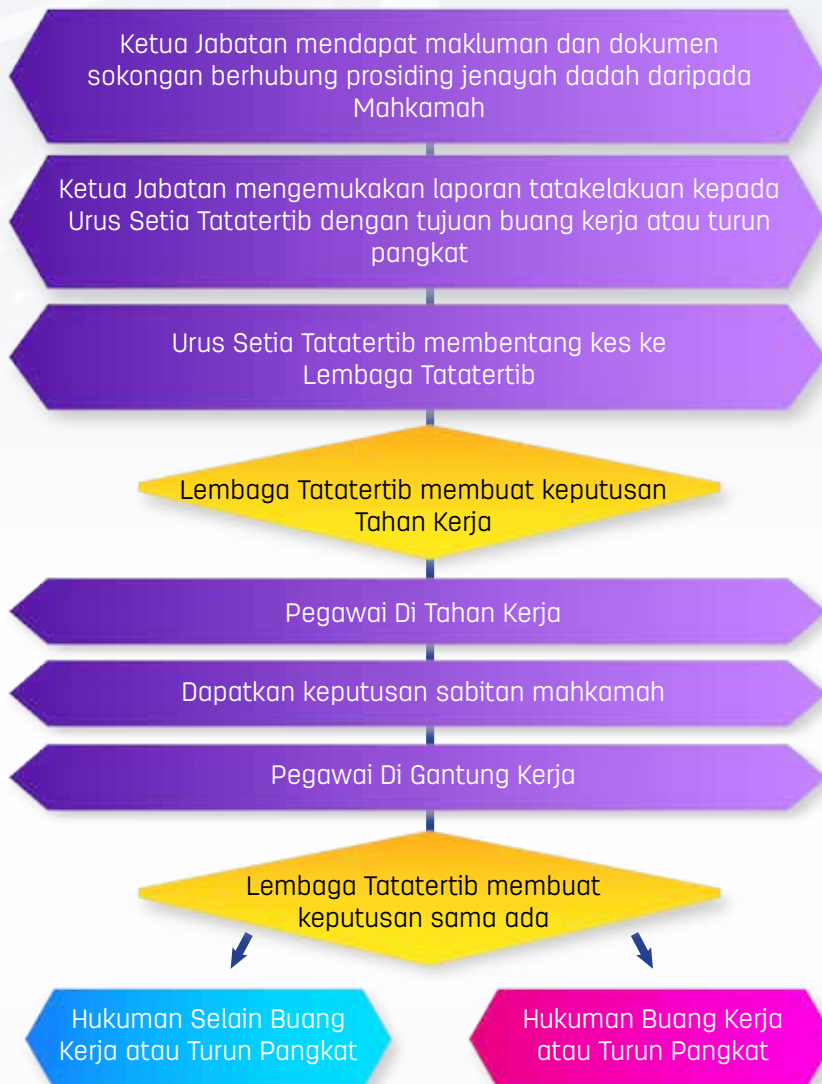 Ketua Jabatan mendapat makluman dan dokumen
sokongan berhubung prosiding jenayah dadah daripada
Mahkamah
Ketua Jabatan mengemukakan laporan tatakelakuan kepada
Urus Setia Tatatertib dengan tujuan buang kerja atau turun
pangkat
Urus Setia Tatatertib membentang kes ke
Lembaga Tatatertib
Lembaga Tatatertib membuat keputusan
Tahan Kerja
Pegawai Di Tahan Kerja
Dapatkan keputusan sabitan mahkamah
Pegawai Di Gantung Kerja
Lembaga Tatatertib membuat
keputusan sama ada
Hukuman Selain Buang
Kerja atau Turun Pangkat
Hukuman Buang Kerja
atau Turun Pangkat